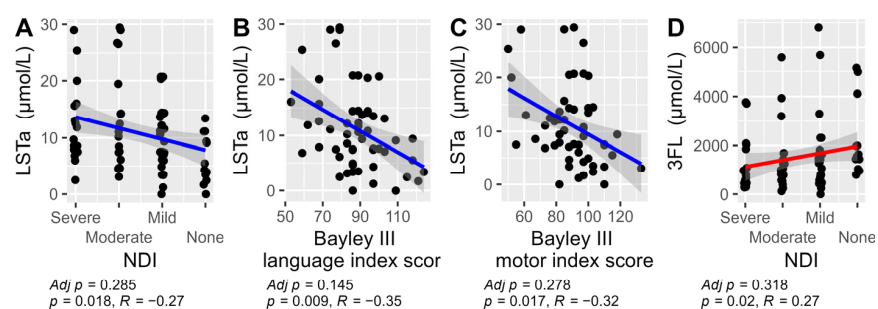 A B C D
30 30 30
20 20 20
10 10 10
0 0 0
6000
4000
2000
0
LSTa (µmol/L)
LSTa (µmol/L)
LSTa (µmol/L)
3FL (µmol/L)
Severe Mild
Moderate None
NDI
50 70 90 110
Bayley III
language index scor
60 80 100 120
Bayley III
motor index score
Severe Mild
Moderate None
NDI
Adj p = 0.285
p = 0.018, R = −0.27
Adj p = 0.145
p = 0.009, R = −0.35
Adj p = 0.278
p = 0.017, R = −0.32
Adj p = 0.318
p = 0.02, R = 0.27